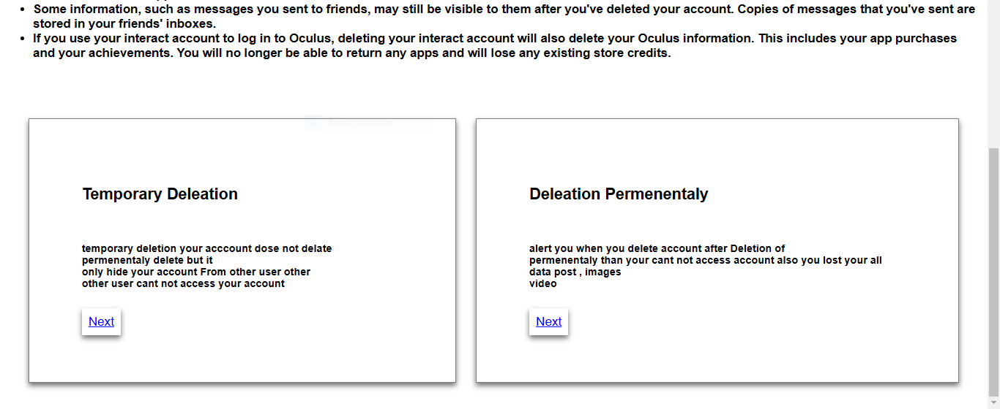 Some information, such as messages you sent to friends, may still be visible to them after you've deleted your account. Copies of messages that you've sent are
stored in your friends' inboxes.
If you use your interact account to log in to Oculus, deleting your interact account will also delete your Oculus information. This includes your app purchases
and your achievements. You will no longer be able to return any apps and will lose any existing store credits.
Temporary Deleation
temporary deletion your acccount dose not delate
permenentaly delete but it
only hide your account From other user other
other user cant not access your account
Next
Deleation Permenentaly
alert you when you delete account after Deletion of
permenentaly than your cant not access account also you lost your all
data post , images
video
Next